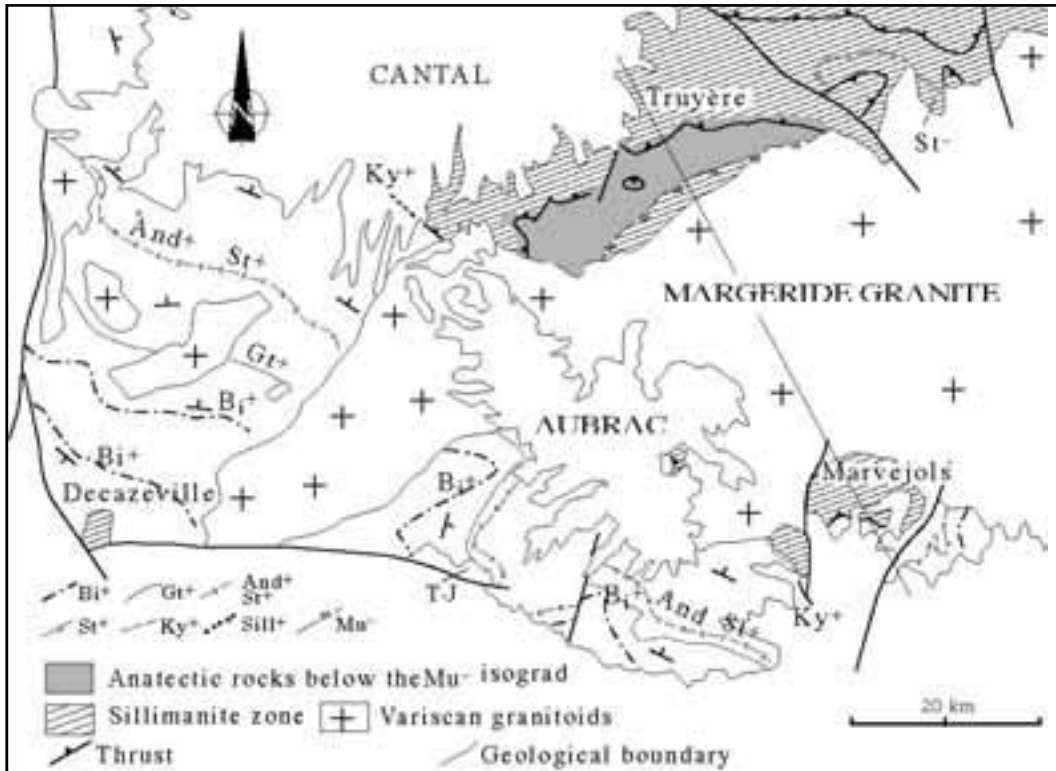 CANTAL
N
Truyère
St-
Ky+
And+
St+
MARGERIDE GRANITE
Gt+
Bi+
AUBRAC
Bi+
Decazeville
Bi+
Marvejols
TJ
Bi+ And
Ky+
Bi+ Gt+ And+
St+
St+ Ky+ Sill+ Mu-
Anatectic rocks below the Mu- isograd
Sillimanite zone Variscan granitoids
20 km
Thrust Geological boundary